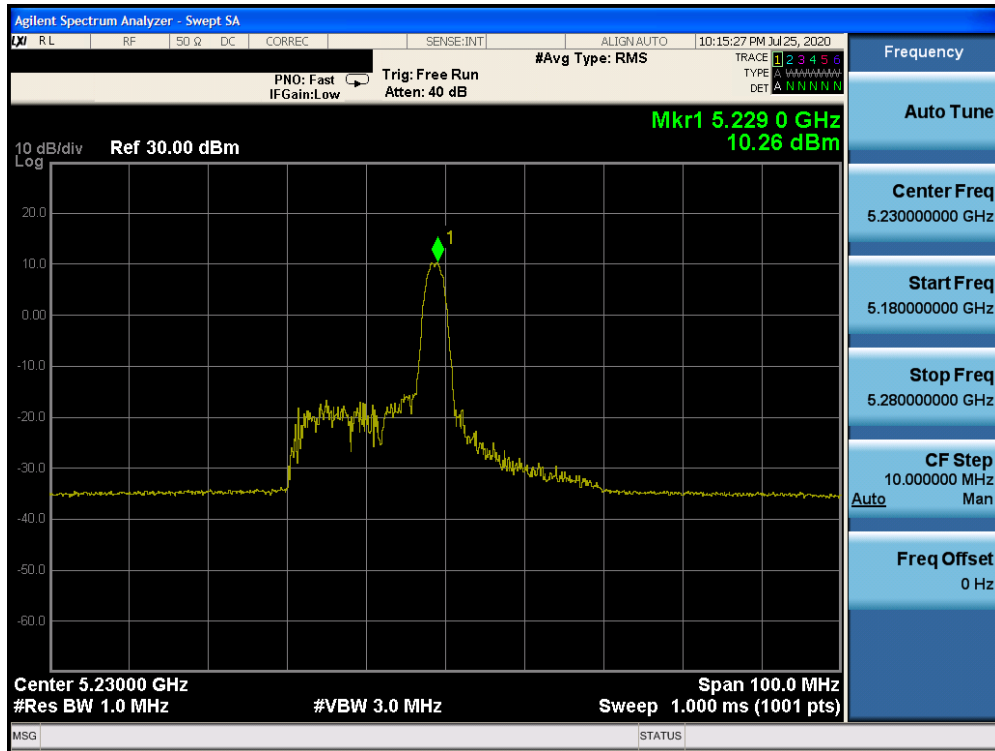 Agilent Spectrum Analyzer - Swept SA
LXI RL RF 50 Ω DC CORREC SENSE:INT ALIGN AUTO 10:15:27 PM Jul 25, 2020
Frequency
#Avg Type: RMS
TRACE 1 2 3 4 5 6
PNO: Fast Trig: Free Run
TYPE A WWWWW
IFGain:Low Atten: 40 dB
DET A N N N N N
Auto Tune
Mkr1 5.229 0 GHz
10.26 dBm
10 dB/div Ref 30.00 dBm
Log
Center Freq
5.230000000 GHz
20.0
1
10.0
Start Freq
5.180000000 GHz
0.00
-10.0
Stop Freq
5.280000000 GHz
-20.0
CF Step
10.000000 MHz
Auto Man
-30.0
-40.0
Freq Offset
0 Hz
-50.0
-60.0
Center 5.23000 GHz Span 100.0 MHz
#Res BW 1.0 MHz #VBW 3.0 MHz Sweep 1.000 ms (1001 pts)
MSG STATUS